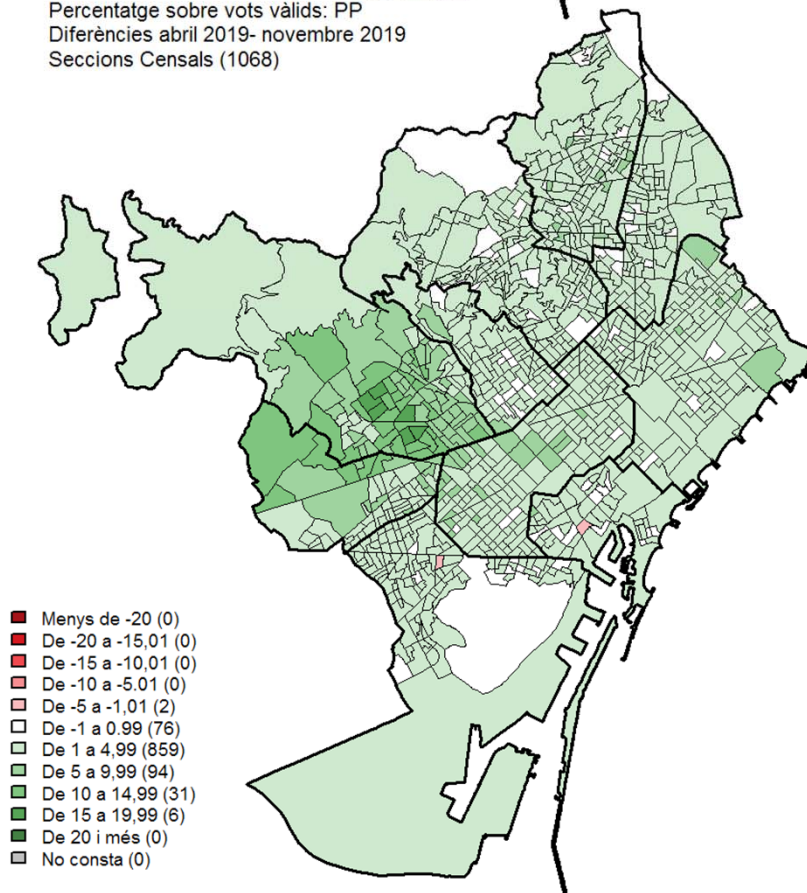 Percentatge sobre vots vàlids: PP
Diferències abril 2019- novembre 2019
Seccions Censals (1068)
Menys de -20 (0)
De -20 a -15,01 (0)
De -15 a -10,01 (0)
De -10 a -5.01 (0)
De -5 a -1,01 (2)
De -1 a 0.99 (76)
De 1 a 4,99 (859)
De 5 a 9,99 (94)
De 10 a 14,99 (31)
De 15 a 19,99 (6)
De 20 i més (0)
No consta (0)